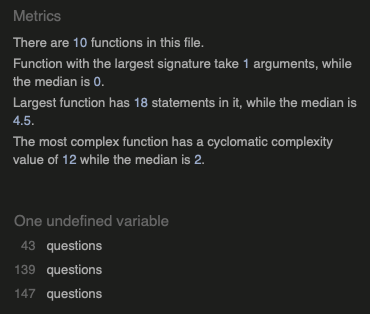 Metrics
There are 10 functions in this file.
Function with the largest signature take 1 arguments, while
the median is 0.
Largest function has 18 statements in it, while the median is
4.5.
The most complex function has a cyclomatic complexity
value of 12 while the median is 2.
One undefined variable
43 questions
139 questions
147 questions